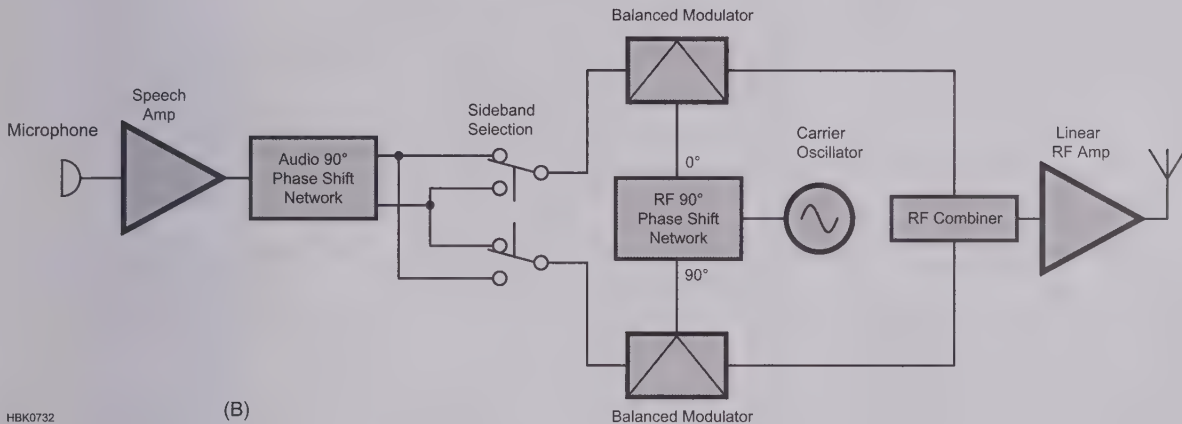 Balanced Modulator
Speech
Amp
Microphone
Audio 90°
Phase Shift
Network
Sideband
Selection
0°
Carrier
Oscillator
RF 90°
Phase Shift
Network
90°
RF Combiner
Linear
RF Amp
Balanced Modulator
HBK0732
(B)